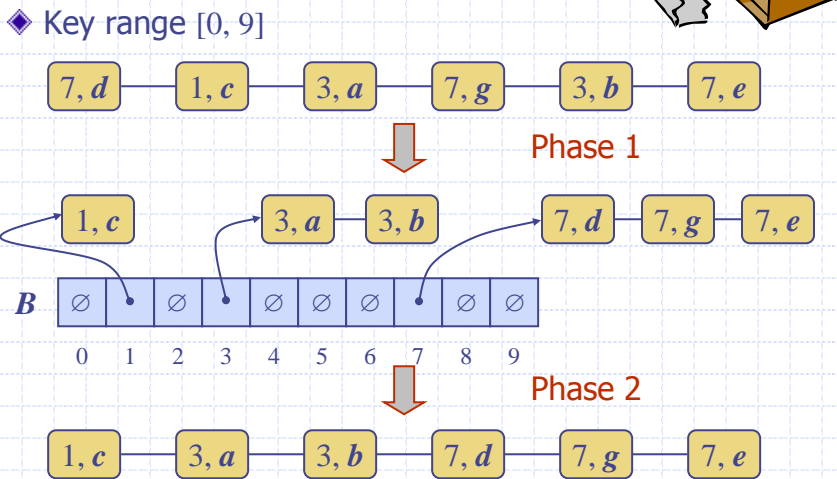 Key range [0, 9]
7, d 1, c 3, a 7, g 3, b 7, e
Phase 1
1, c 3, a 3, b 7, d 7, g 7, e
B ∅ ∅ ∅ ∅ ∅ ∅ ∅
0 1 2 3 4 5 6 7 8 9
Phase 2
1, c 3, a 3, b 7, d 7, g 7, e